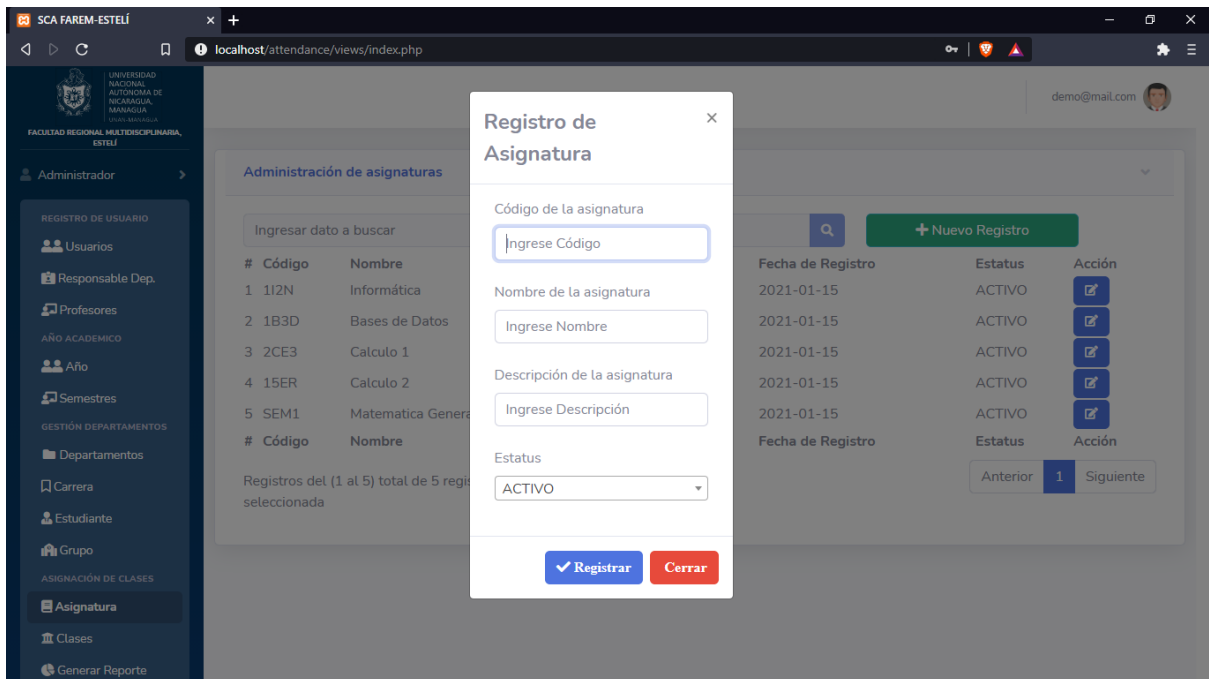 SCA FAREM-ESTELÍ
localhost/attendance/views/index.php
UNIVERSIDAD
NACIONAL
AUTÓNOMA DE
NICARAGUA,
MANAGUA
UNAN-MANAGUA
FACULTAD REGIONAL MULTIDISCIPLINARIA,
ESTELÍ
Administrador
REGISTRO DE USUARIO
Usuarios
Responsable Dep.
Profesores
AÑO ACADEMICO
Año
Semestres
GESTIÓN DEPARTAMENTOS
Departamentos
Carrera
Estudiante
Grupo
ASIGNACIÓN DE CLASES
Asignatura
Clases
Generar Reporte
demo@mail.com
Administración de asignaturas
Ingresar dato a buscar
Nuevo Registro
# Código Nombre Fecha de Registro Estatus Acción
1 1I2N Informática 2021-01-15 ACTIVO
2 1B3D Bases de Datos 2021-01-15 ACTIVO
3 2CE3 Calculo 1 2021-01-15 ACTIVO
4 15ER Calculo 2 2021-01-15 ACTIVO
5 SEM1 Matematica Genera 2021-01-15 ACTIVO
# Código Nombre Fecha de Registro Estatus Acción
Registros del (1 al 5) total de 5 regis
seleccionada
Anterior 1 Siguiente
Registro de
Asignatura
×
Código de la asignatura
Ingrese Código
Nombre de la asignatura
Ingrese Nombre
Descripción de la asignatura
Ingrese Descripción
Estatus
ACTIVO
Registrar Cerrar